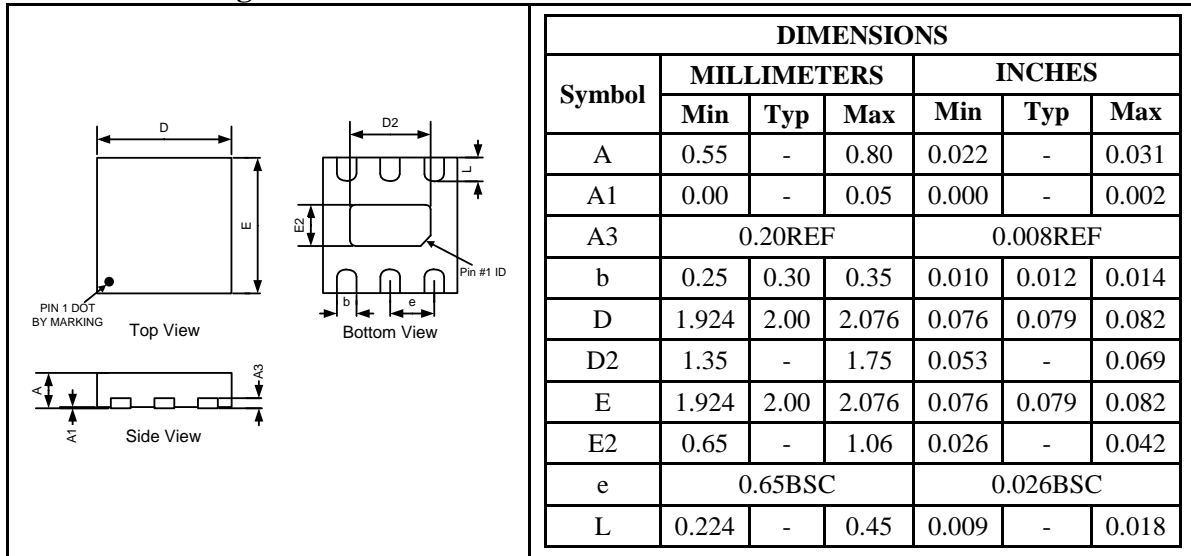 D
E
PIN 1 DOT
BY MARKING
Top View
D2
L
E2
Pin #1 ID
b
e
Bottom View
A
A1
A3
Side View
DIMENSIONS
Symbol MILLIMETERS INCHES
Min Typ Max Min Typ Max
A 0.55 - 0.80 0.022 - 0.031
A1 0.00 - 0.05 0.000 - 0.002
A3 0.20REF 0.008REF
b 0.25 0.30 0.35 0.010 0.012 0.014
D 1.924 2.00 2.076 0.076 0.079 0.082
D2 1.35 - 1.75 0.053 - 0.069
E 1.924 2.00 2.076 0.076 0.079 0.082
E2 0.65 - 1.06 0.026 - 0.042
e 0.65BSC 0.026BSC
L 0.224 - 0.45 0.009 - 0.018